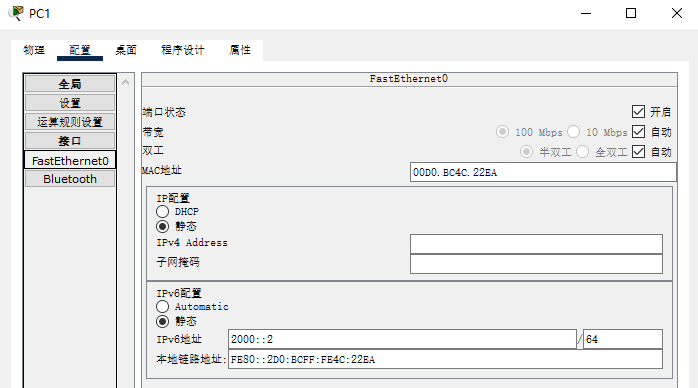 PC1
物理 配置 桌面 程序设计 属性
全局
设置
运算规则设置
接口
FastEthernet0
Bluetooth
FastEthernet0
端口状态 开启
带宽 100 Mbps 10 Mbps 自动
双工 半双工 全双工 自动
MAC地址 00D0.BC4C.22EA
IP配置
DHCP
静态
IPv4 Address
子网掩码
IPv6配置
Automatic
静态
IPv6地址 2000::2 / 64
本地链路地址: FE80::2D0:BCFF:FE4C:22EA